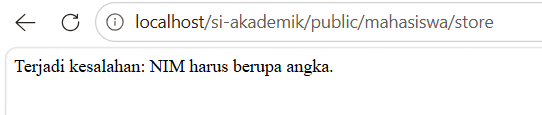 localhost/si-akademik/public/mahasiswa/store
Terjadi kesalahan: NIM harus berupa angka.